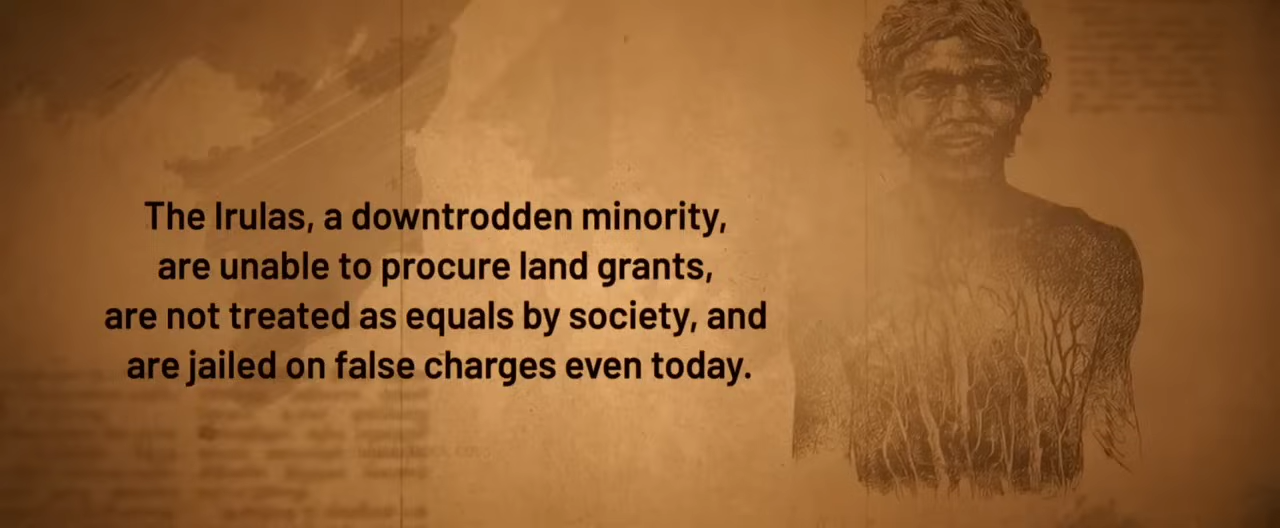 The Irulas, a downtrodden minority,
are unable to procure land grants,
are not treated as equals by society, and
are jailed on false charges even today.